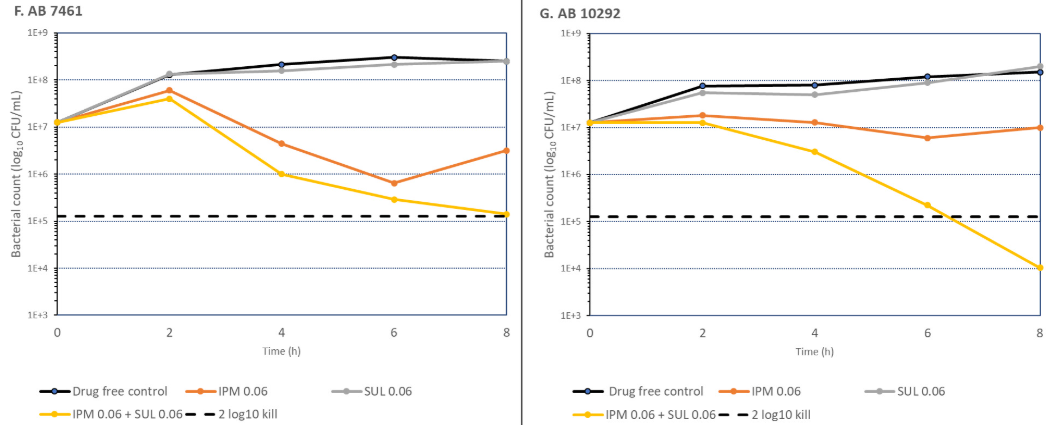 F. AB 7461
1E+9
1E+8
1E+7
1E+6
1E+5
1E+4
1E+3
Bacterial count (log10 CFU/mL)
0 2 4 6 8
Time (h)
Drug free control IPM 0.06 SUL 0.06
IPM 0.06 + SUL 0.06 2 log10 kill
G. AB 10292
1E+9
1E+8
1E+7
1E+6
1E+5
1E+4
1E+3
Bacterial count (log10 CFU/mL)
0 2 4 6 8
Time (h)
Drug free control IPM 0.06 SUL 0.06
IPM 0.06 + SUL 0.06 2 log10 kill